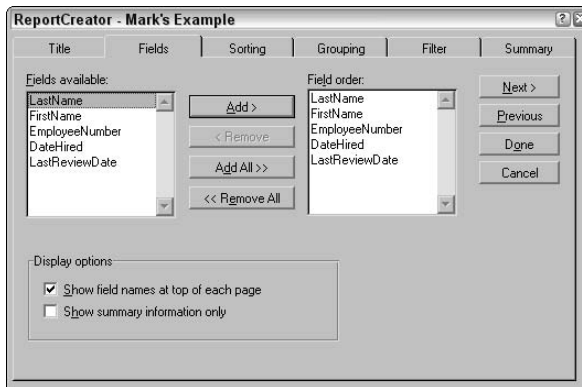 ReportCreator - Mark's Example
Title Fields Sorting Grouping Filter Summary
Fields available:
LastName
FirstName
EmployeeNumber
DateHired
LastReviewDate
Add >
< Remove
Add All >>
<< Remove All
Field order:
LastName
FirstName
EmployeeNumber
DateHired
LastReviewDate
Next >
Previous
Done
Cancel
Display options
Show field names at top of each page
Show summary information only